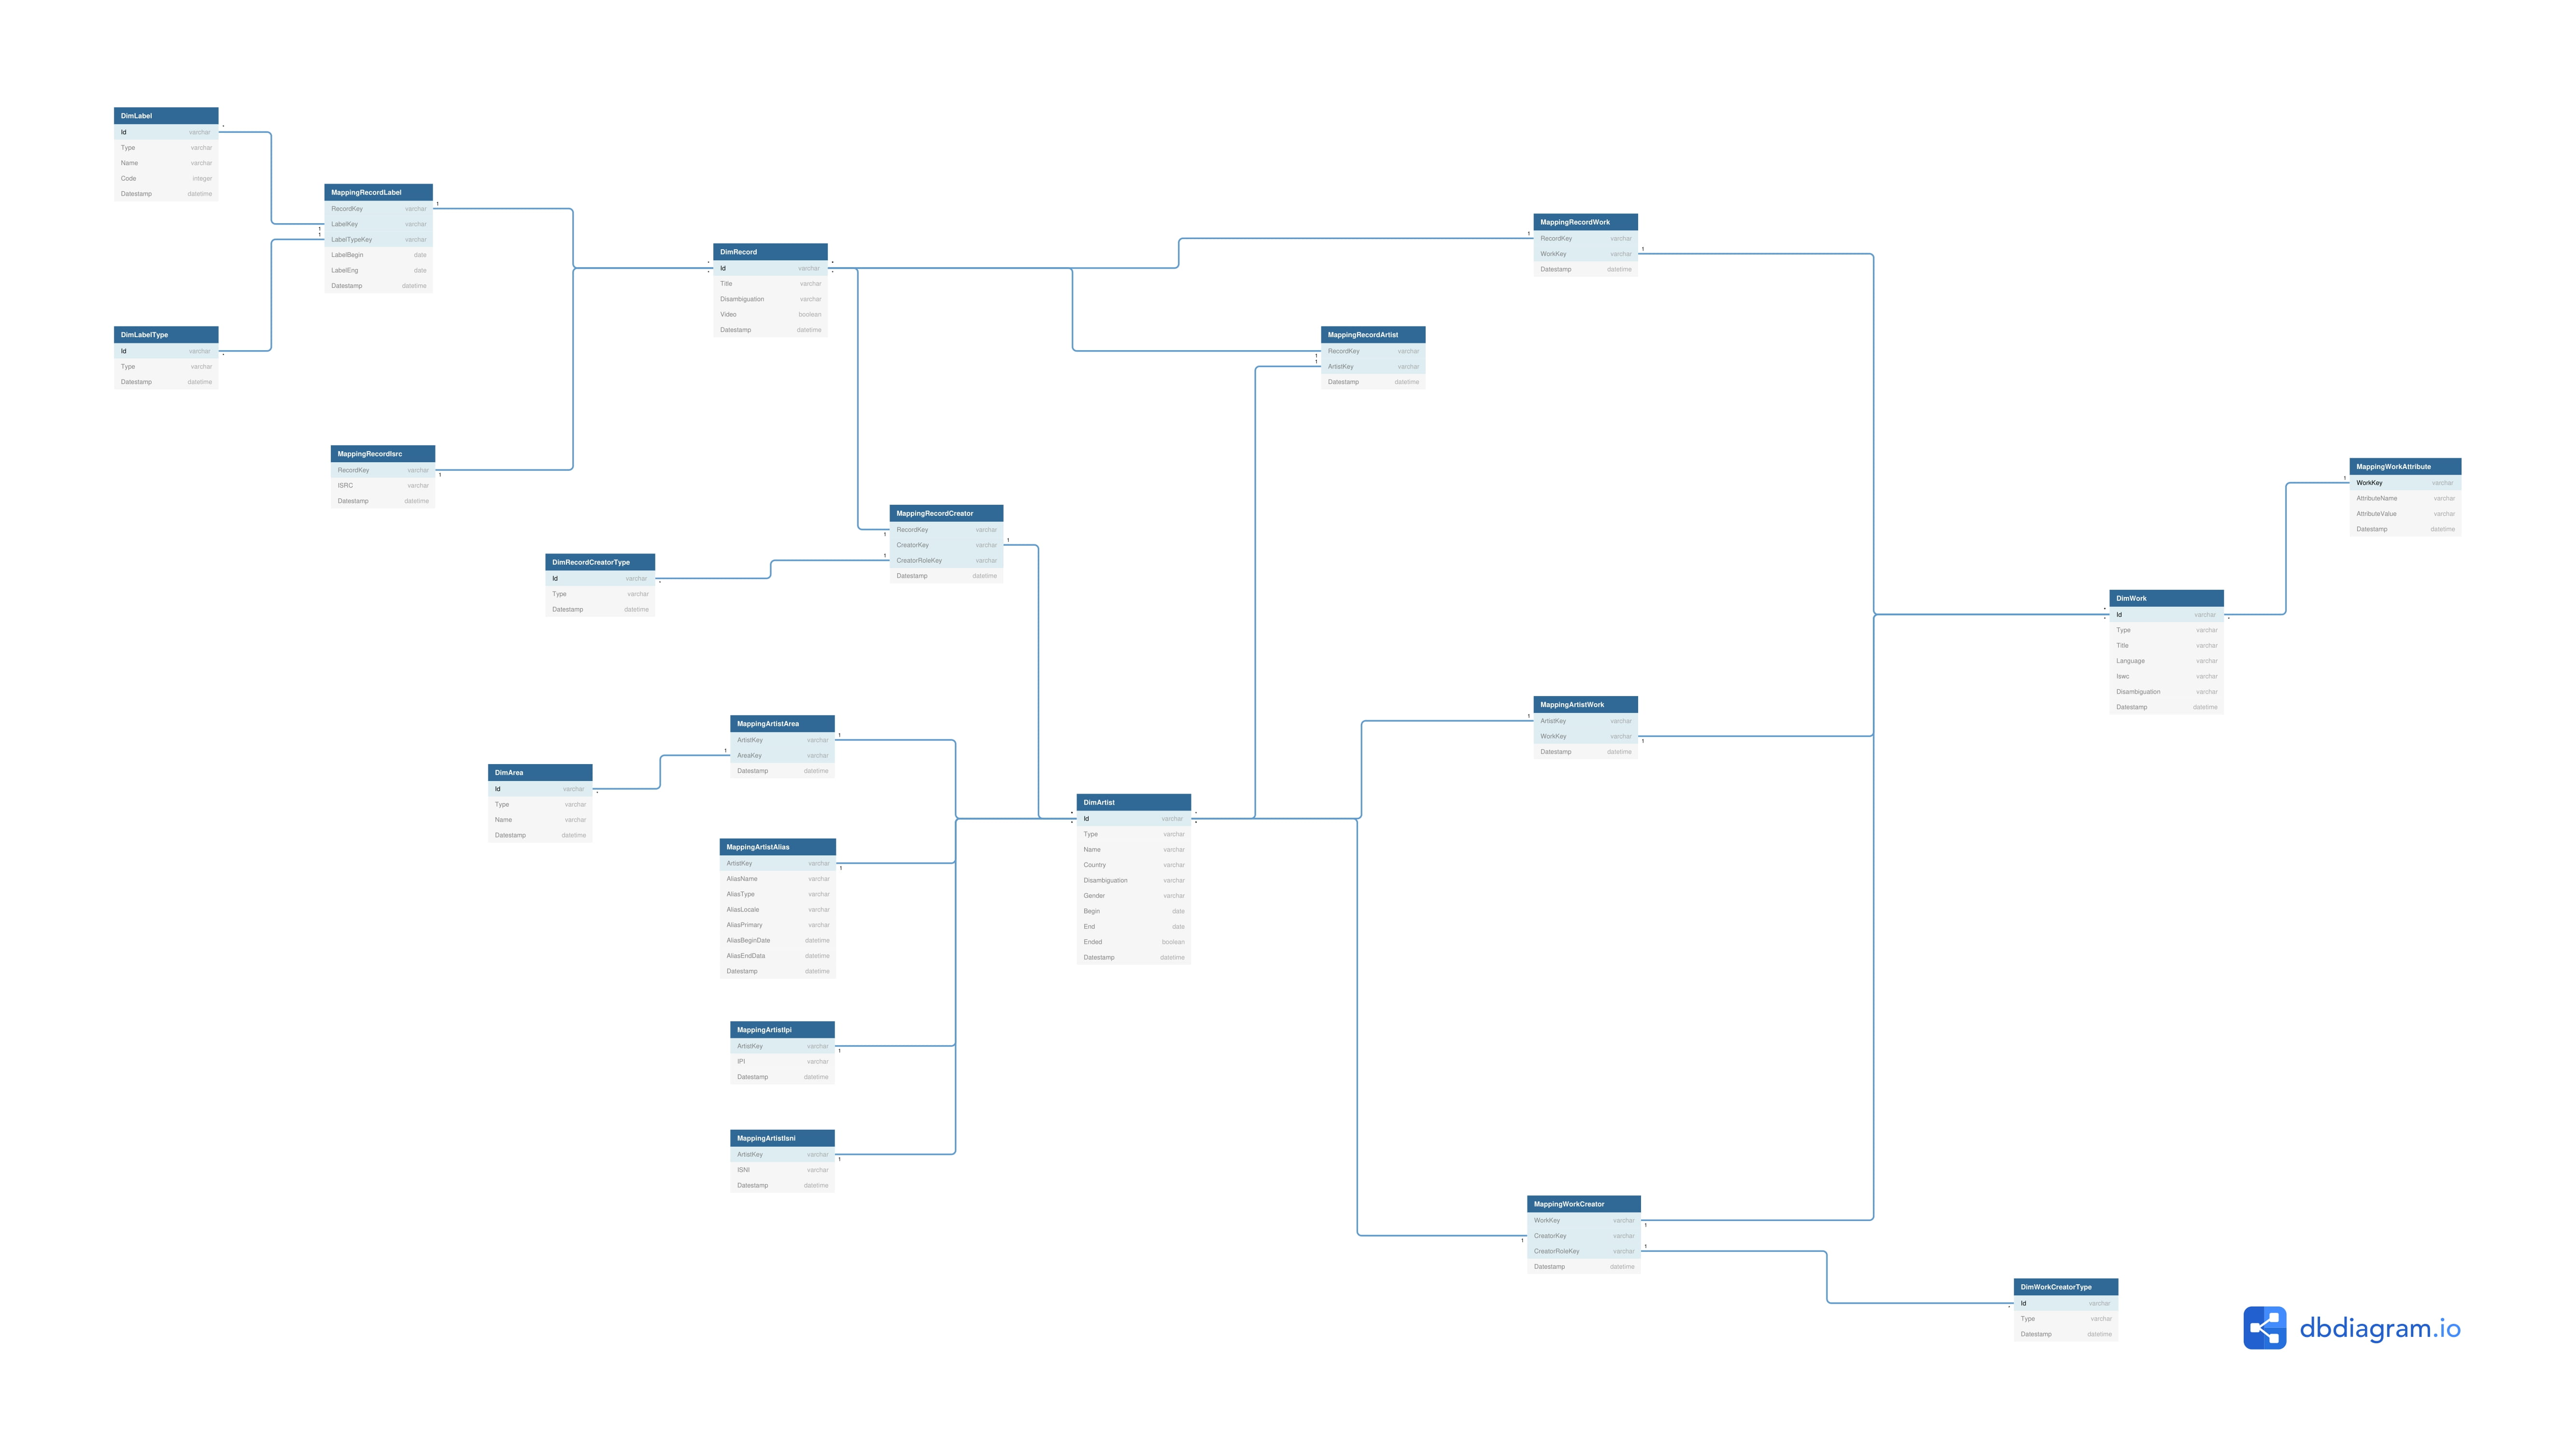 DimLabel
Id varchar
Type varchar
Name varchar
Code integer
Datestamp datetime
MappingRecordLabel
RecordKey varchar
LabelKey varchar
LabelTypeKey varchar
LabelBegin date
LabelEng date
Datestamp datetime
DimLabelType
Id varchar
Type varchar
Datestamp datetime
MappingRecordIsrc
RecordKey varchar
ISRC varchar
Datestamp datetime
DimRecord
Id varchar
Title varchar
Disambiguation varchar
Video boolean
Datestamp datetime
MappingRecordWork
RecordKey varchar
WorkKey varchar
Datestamp datetime
MappingRecordArtist
RecordKey varchar
ArtistKey varchar
Datestamp datetime
MappingRecordCreator
RecordKey varchar
CreatorKey varchar
CreatorRoleKey varchar
Datestamp datetime
DimRecordCreatorType
Id varchar
Type varchar
Datestamp datetime
MappingWorkAttribute
WorkKey varchar
AttributeName varchar
AttributeValue varchar
Datestamp datetime
DimWork
Id varchar
Type varchar
Title varchar
Language varchar
Iswc varchar
Disambiguation varchar
Datestamp datetime
MappingArtistArea
ArtistKey varchar
AreaKey varchar
Datestamp datetime
DimArea
Id varchar
Type varchar
Name varchar
Datestamp datetime
MappingArtistAlias
ArtistKey varchar
AliasName varchar
AliasType varchar
AliasLocale varchar
AliasPrimary varchar
AliasBeginDate datetime
AliasEndData datetime
Datestamp datetime
MappingArtistIpi
ArtistKey varchar
IPI varchar
Datestamp datetime
MappingArtistIsni
ArtistKey varchar
ISNI varchar
Datestamp datetime
DimArtist
Id varchar
Type varchar
Name varchar
Country varchar
Disambiguation varchar
Gender varchar
Begin date
End date
Ended boolean
Datestamp datetime
MappingArtistWork
ArtistKey varchar
WorkKey varchar
Datestamp datetime
MappingWorkCreator
WorkKey varchar
CreatorKey varchar
CreatorRoleKey varchar
Datestamp datetime
DimWorkCreatorType
Id varchar
Type varchar
Datestamp datetime
dbdiagram.io